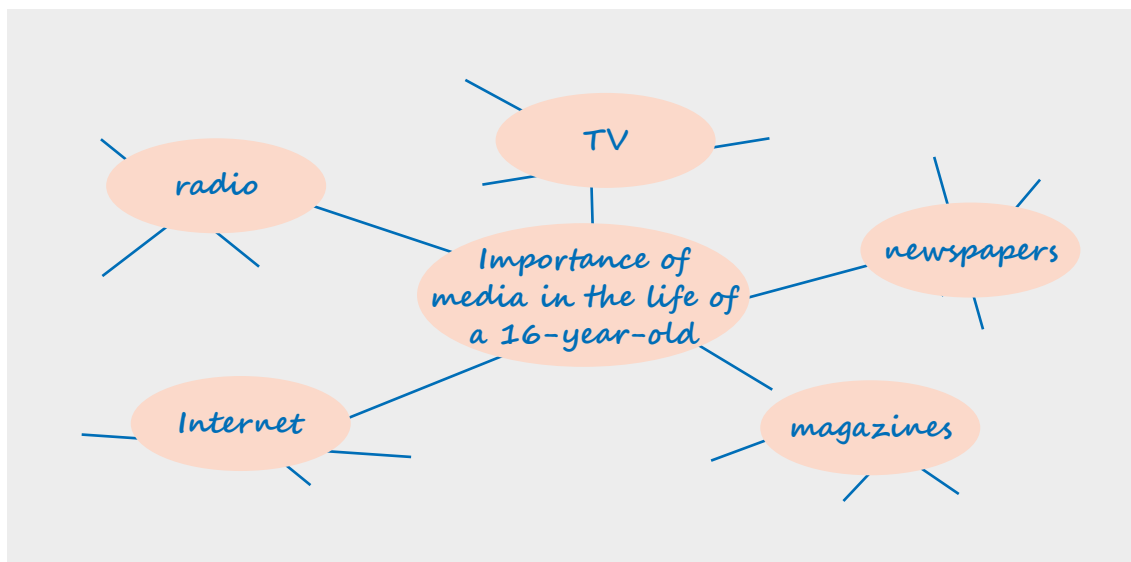 TV
radio
newspapers
Importance of
media in the life of
a 16-year-old
Internet
magazines